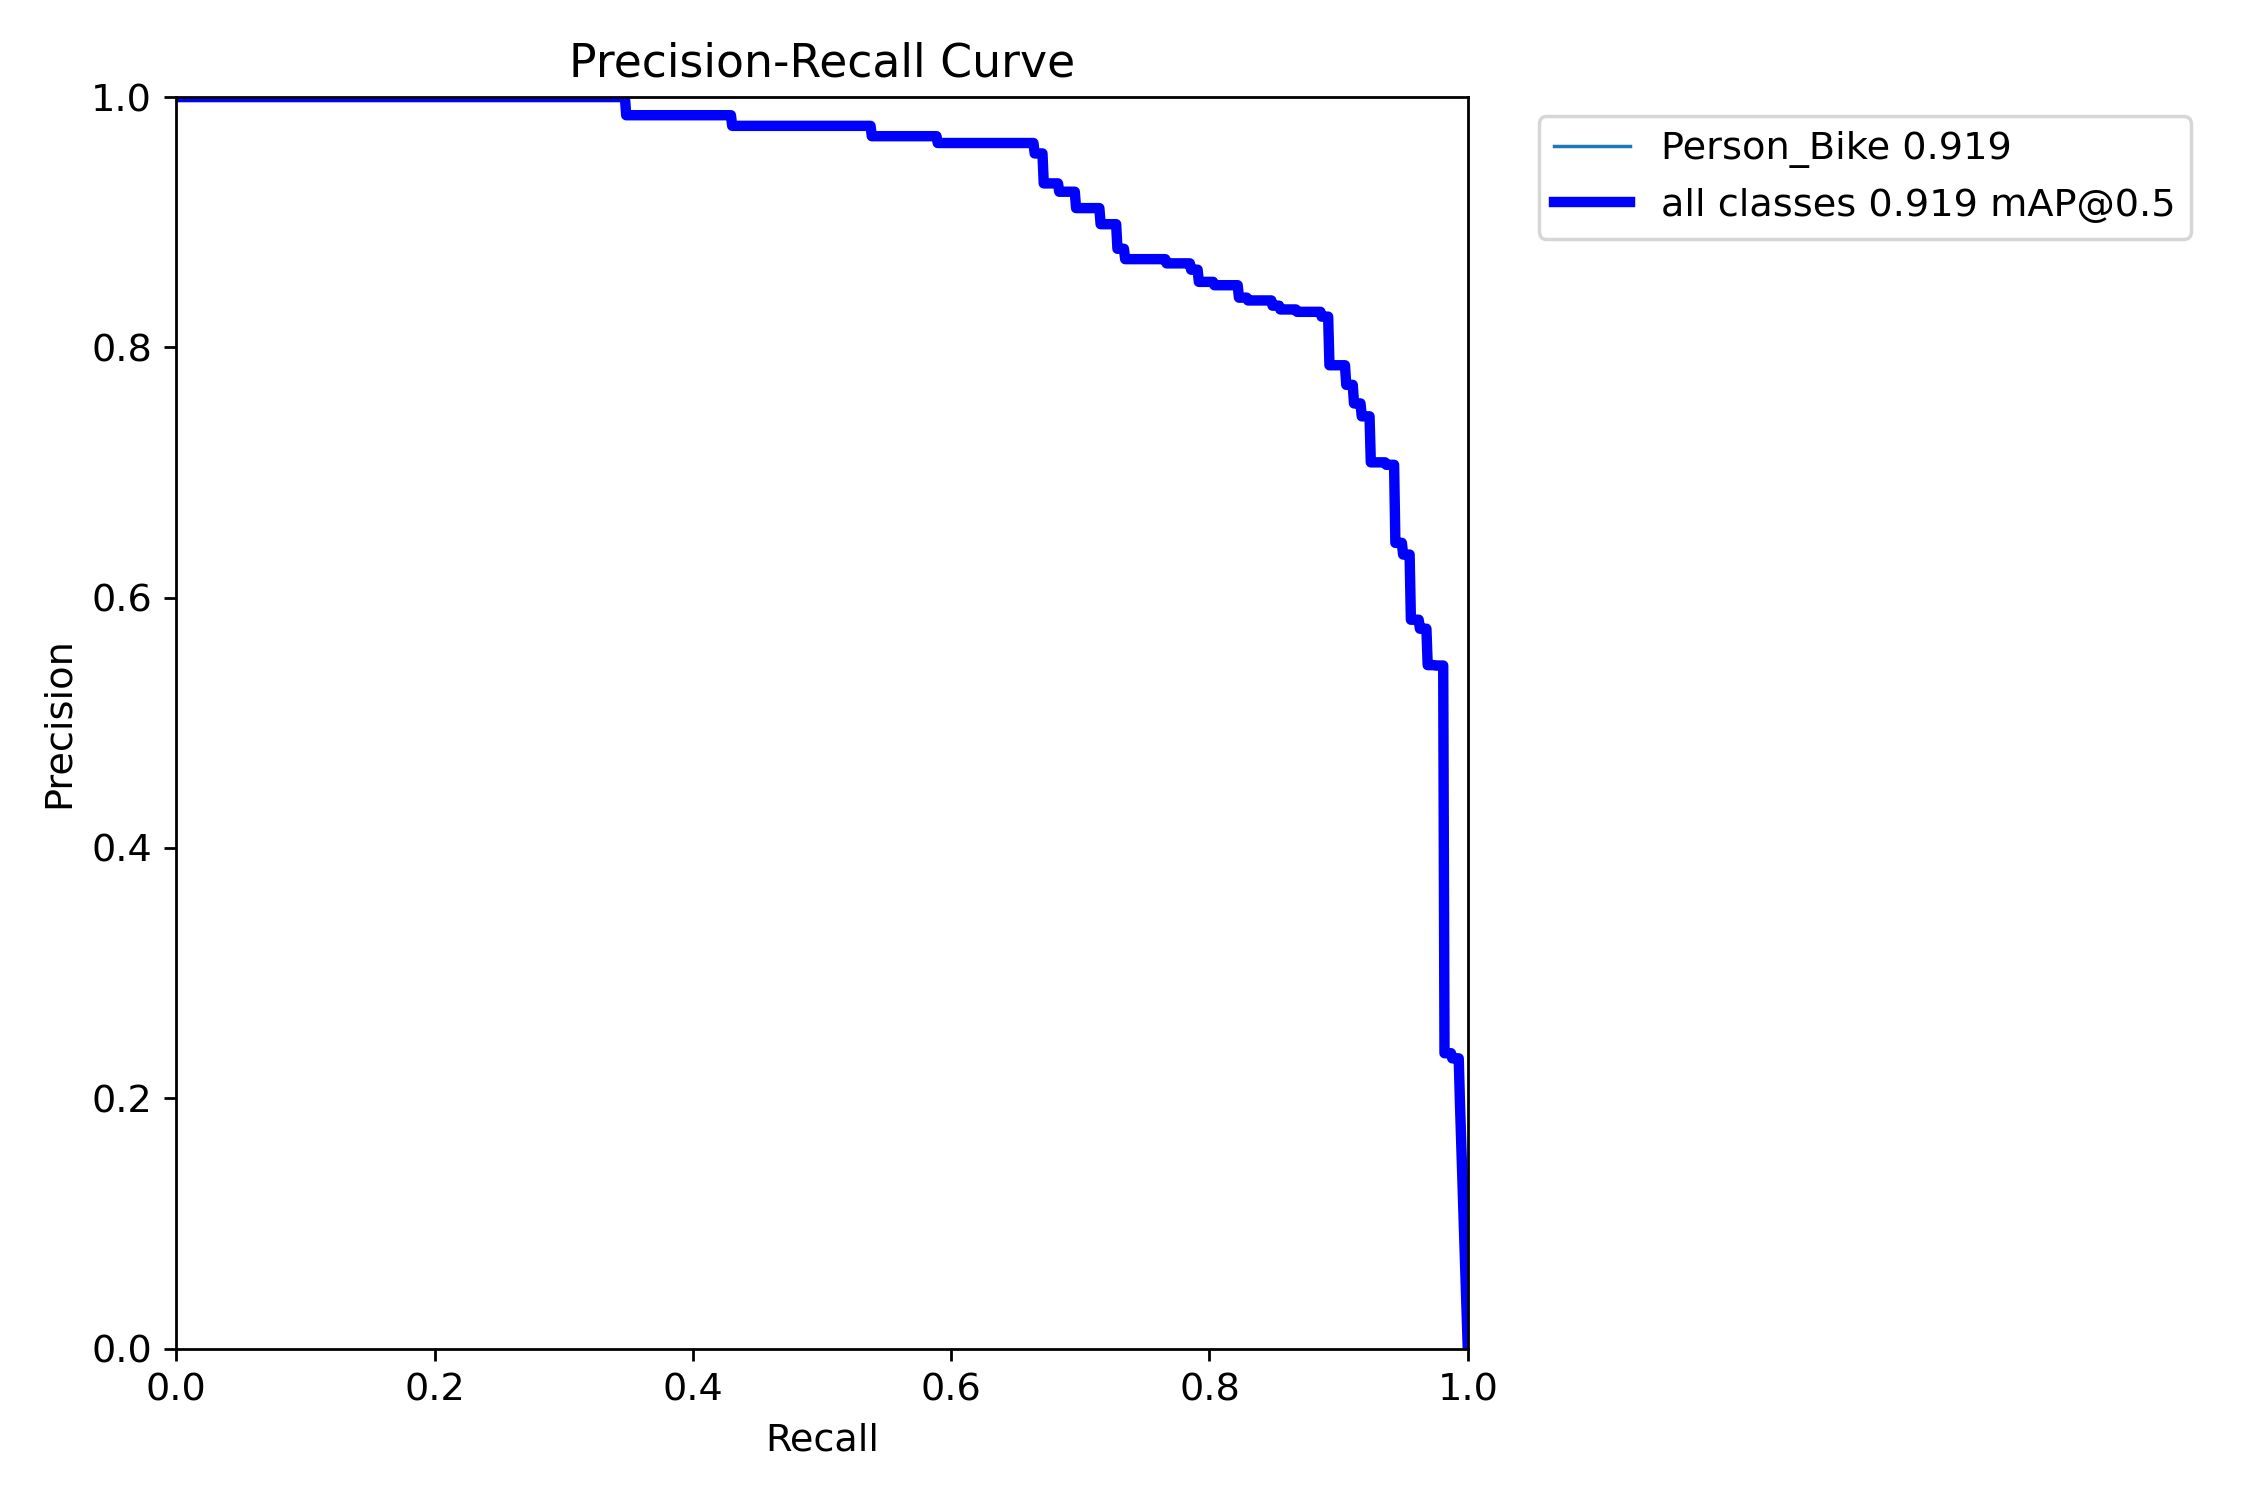 Precision-Recall Curve
1.0
0.8
0.6
0.4
0.2
0.0
Precision
0.0 0.2 0.4 0.6 0.8 1.0
Recall
Person_Bike 0.919
all classes 0.919 mAP@0.5